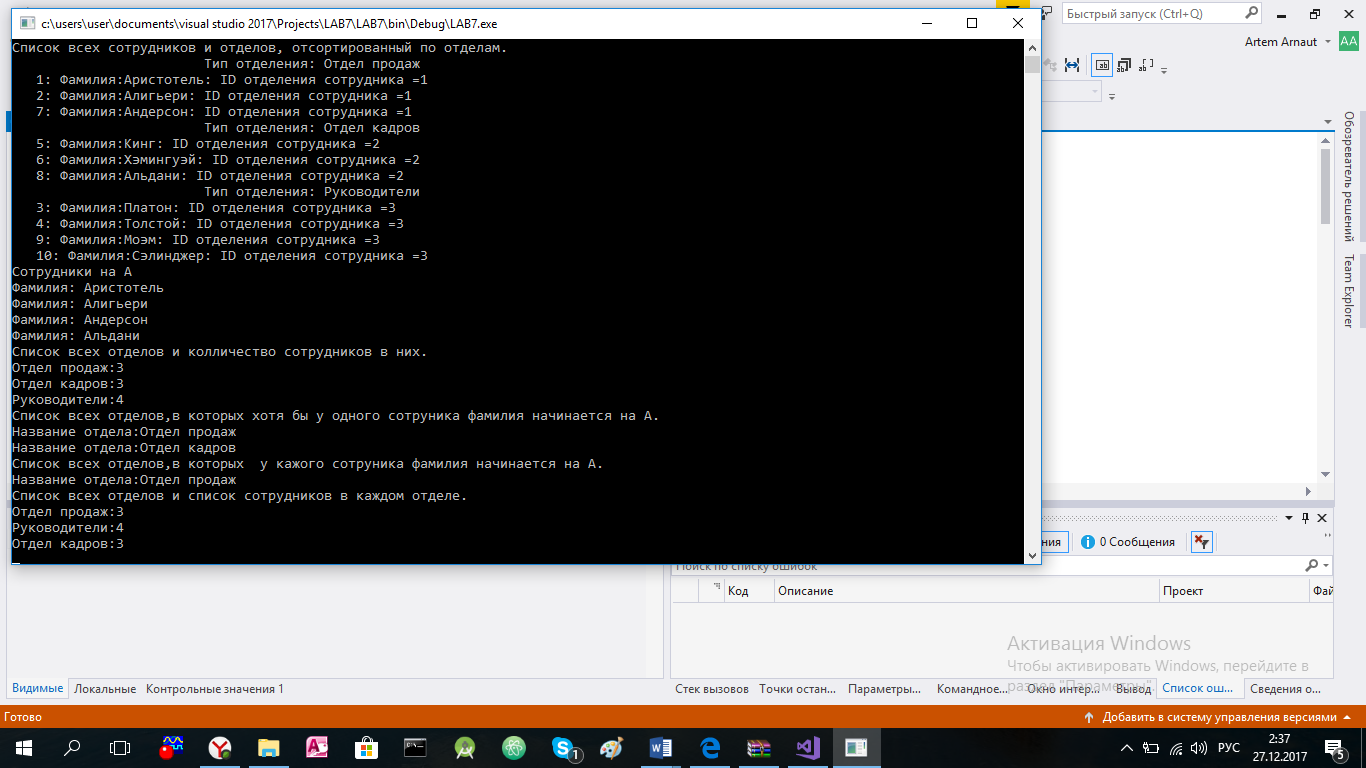 c:\users\user\documents\visual studio 2017\Projects\LAB7\LAB7\bin\Debug\LAB7.exe
Быстрый запуск (Ctrl+Q)
Artem Arnaut
AA
Список всех сотрудников и отделов, отсортированный по отделам.
Тип отделения: Отдел продаж
1: Фамилия:Аристотель: ID отделения сотрудника =1
2: Фамилия:Алигьери: ID отделения сотрудника =1
7: Фамилия:Андерсон: ID отделения сотрудника =1
Тип отделения: Отдел кадров
5: Фамилия:Кинг: ID отделения сотрудника =2
6: Фамилия:Хэмингуэй: ID отделения сотрудника =2
8: Фамилия:Альдани: ID отделения сотрудника =2
Тип отделения: Руководители
3: Фамилия:Платон: ID отделения сотрудника =3
4: Фамилия:Толстой: ID отделения сотрудника =3
9: Фамилия:Моэм: ID отделения сотрудника =3
10: Фамилия:Сэлинджер: ID отделения сотрудника =3
Сотрудники на А
Фамилия: Аристотель
Фамилия: Алигьери
Фамилия: Андерсон
Фамилия: Альдани
Список всех отделов и колличество сотрудников в них.
Отдел продаж:3
Отдел кадров:3
Руководители:4
Список всех отделов,в которых хотя бы у одного сотруника фамилия начинается на А.
Название отдела:Отдел продаж
Название отдела:Отдел кадров
Список всех отделов,в которых  у кажого сотруника фамилия начинается на А.
Название отдела:Отдел продаж
Список всех отделов и список сотрудников в каждом отделе.
Отдел продаж:3
Руководители:4
Отдел кадров:3
Обозреватель решений
Team Explorer
ния
0 Сообщения
Поиск по списку ошибок
Код
Описание
Проект
Фай
Активация Windows
Чтобы активировать Windows, перейдите в
раздел "Параметры".
Видимые
Локальные
Контрольные значения 1
Стек вызовов
Точки остан...
Параметры...
Командное...
Окно интер...
Вывод
Список ош...
Сведения о...
Готово
Добавить в систему управления версиями
1
РУС
2:37
27.12.2017
5